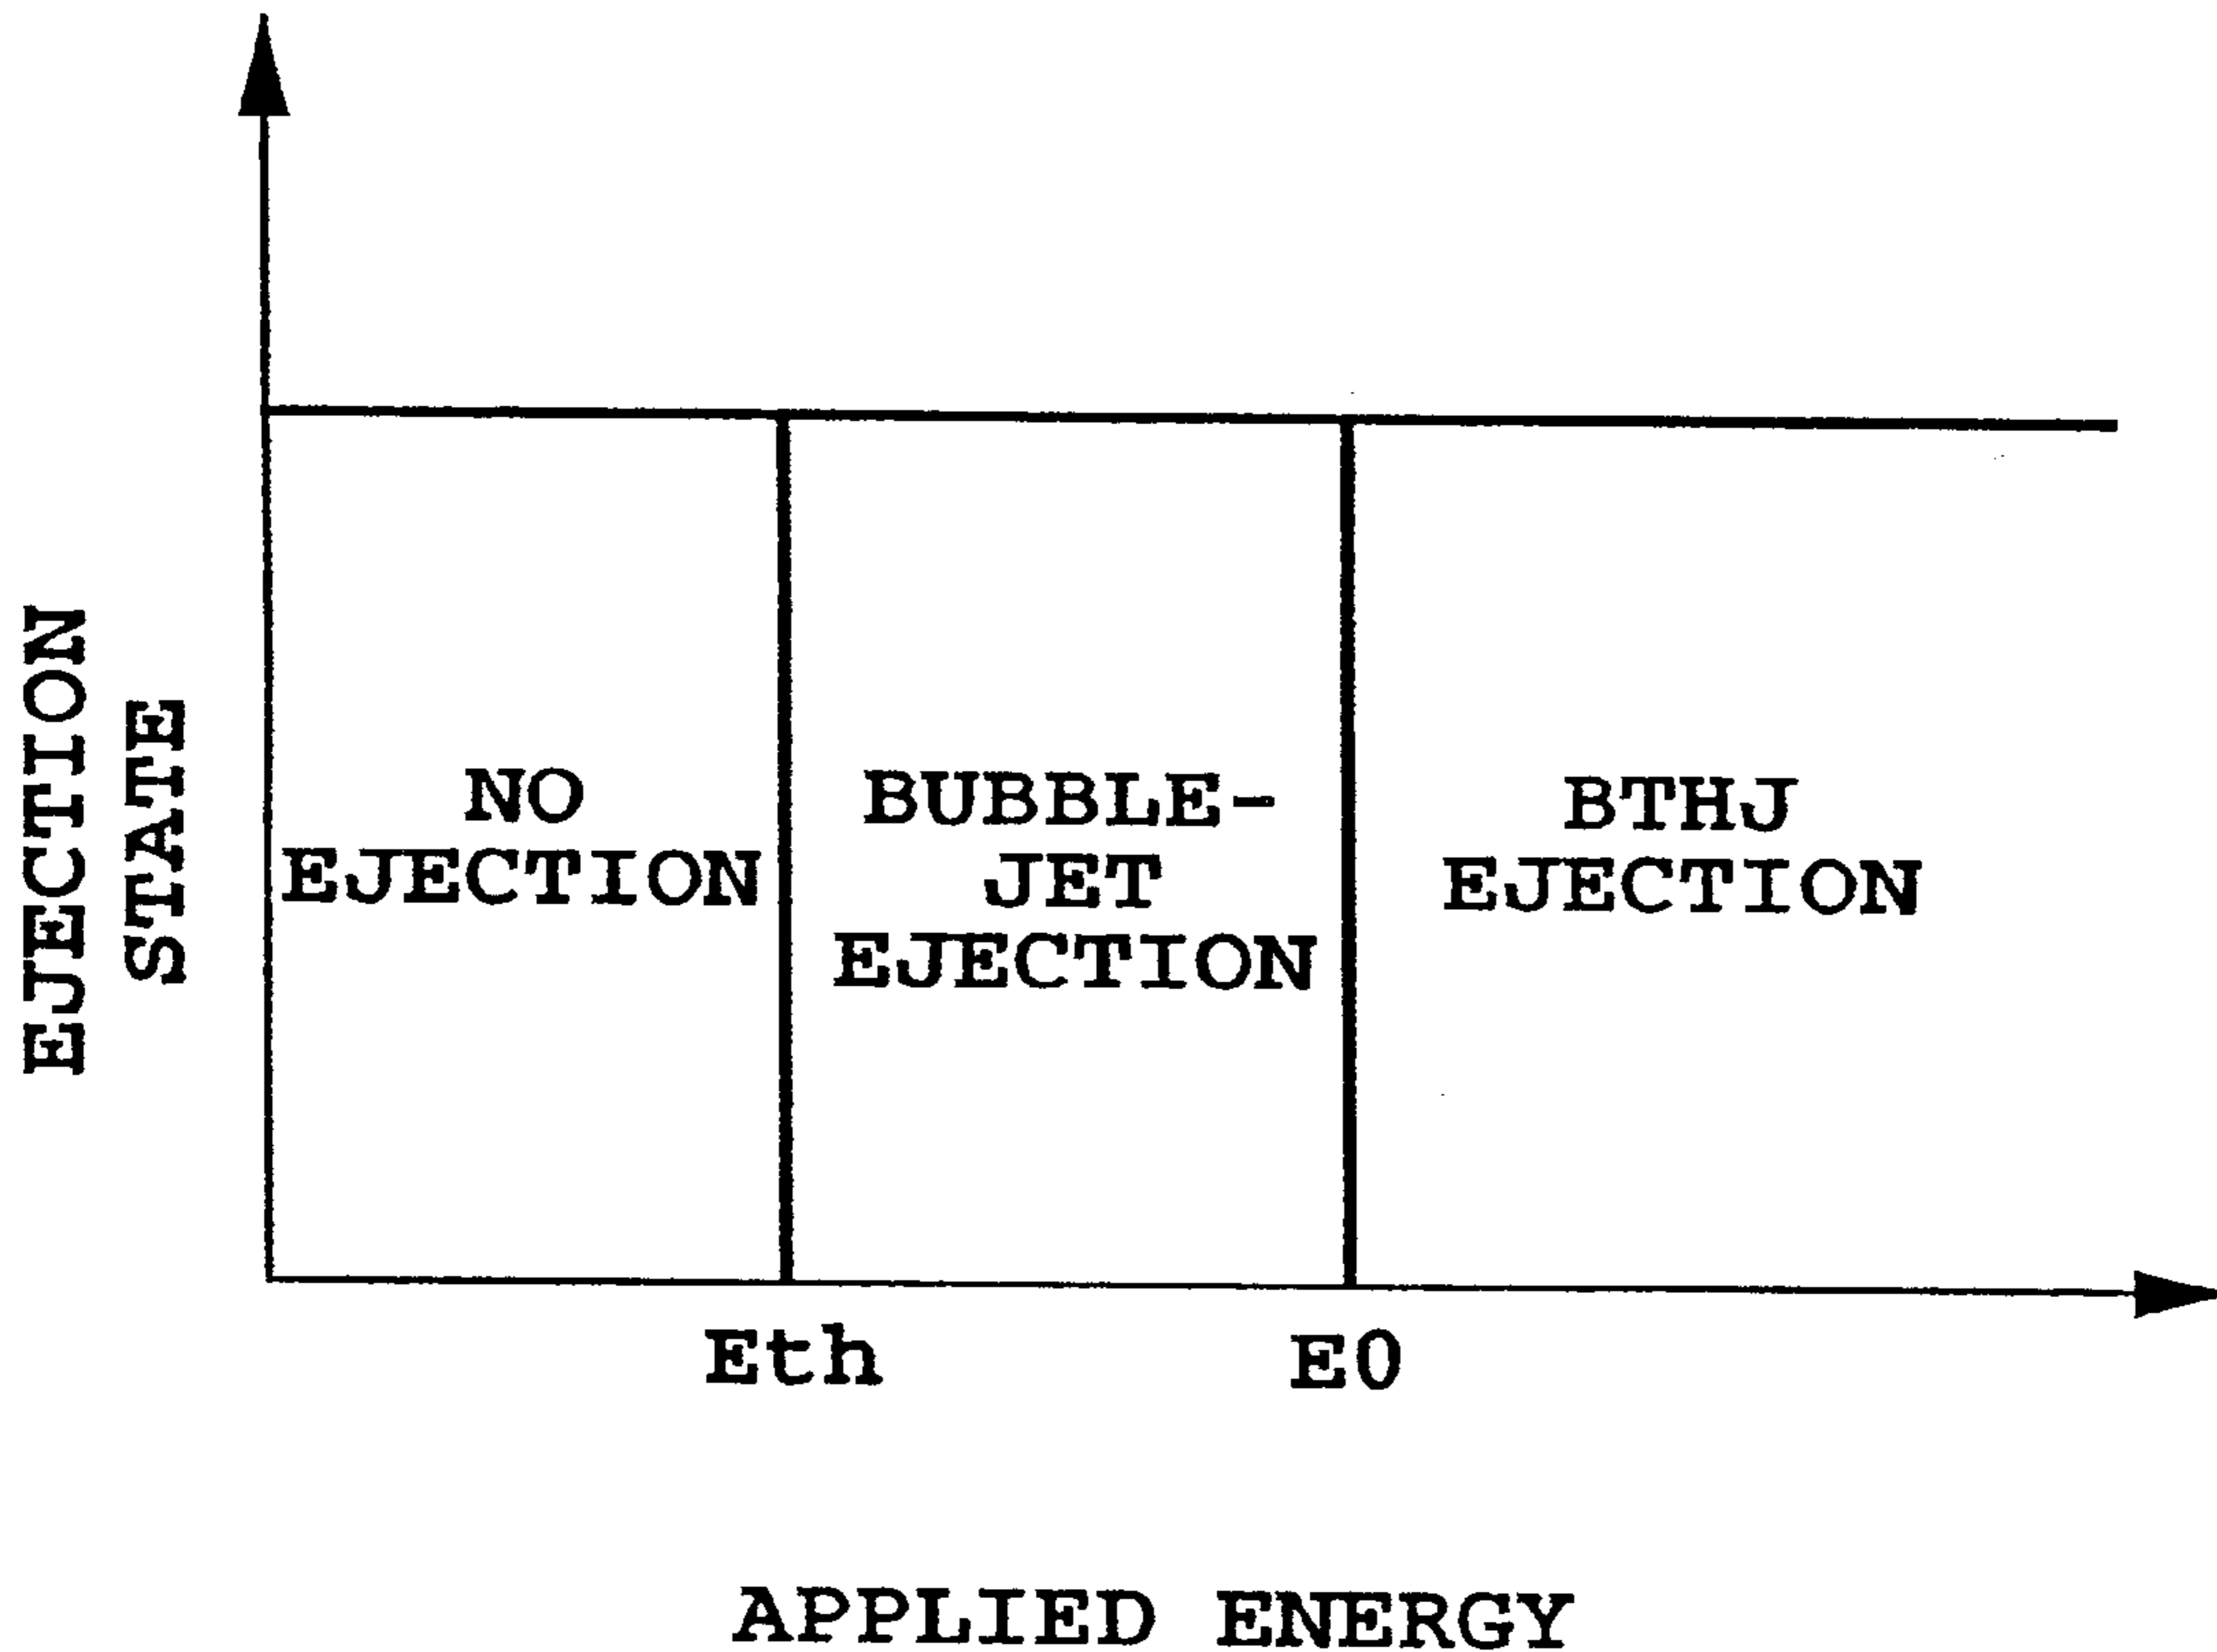 EJECTION
STATE
NO
EJECTION
BUBBLE-
JET
EJECTION
BTHJ
EJECTION
Eth
E0
APPLIED ENERGY